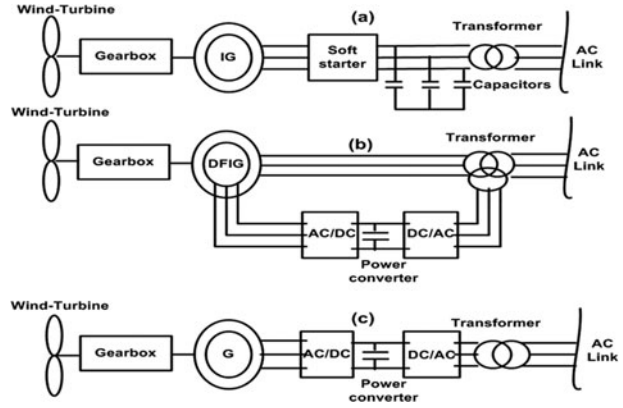 Wind-Turbine
(a)
Transformer
Gearbox
IG
Soft
starter
AC
Link
Capacitors
Wind-Turbine
(b)
Transformer
Gearbox
DFIG
AC
Link
AC/DC
DC/AC
Power
converter
Wind-Turbine
(c)
Transformer
Gearbox
G
AC/DC
DC/AC
AC
Link
Power
converter